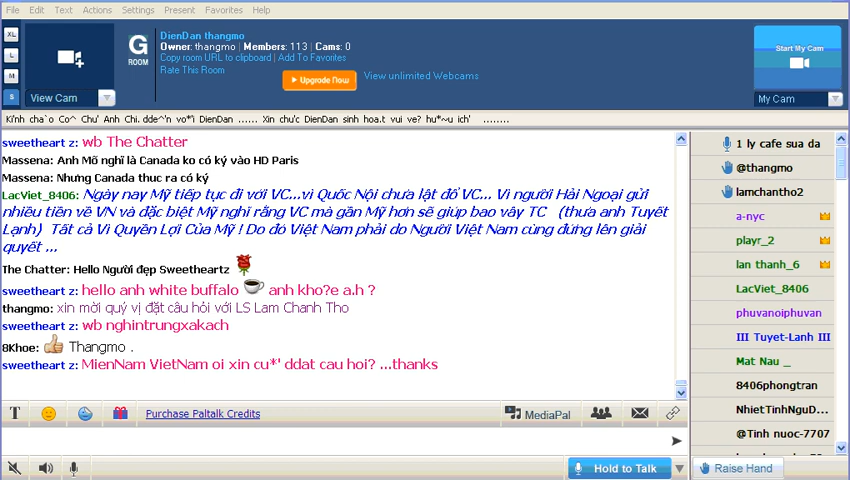 File Edit Text Actions Settings Present Favorites Help
XL
L
M
S
View Cam
G
ROOM
DienDan thangmo
Owner: thangmo | Members: 113 | Cams: 0
Copy room URL to clipboard | Add To Favorites
Rate This Room
Upgrade Now
View unlimited Webcams
Start My Cam
My Cam
Ki'nh cha`o Co^ Chu' Anh Chi. dde^'n vo*'i DienDan ...... Xin chu'c DienDan sinh hoa.t vui ve? hu*~u ich' ........
sweetheart z: wb The Chatter
Massena: Anh Mõ nghĩ là Canada ko có ký vào HD Paris
Massena: Nhưng Canada thuc ra có ký
LacViet_8406: Ngày nay Mỹ tiếp tục đi với VC...vì Quốc Nội chưa lật đổ VC... Vì người Hải Ngoại gửi
nhiều tiền về VN và đặc biệt Mỹ nghĩ rằng VC mà gần Mỹ hơn sẽ giúp bao vây TC (thưa anh Tuyết
Lạnh) Tất cả Vì Quyền Lợi Của Mỹ ! Do đó Việt Nam phải do Người Việt Nam cùng đứng lên giải
quyết ...
The Chatter: Hello Người đẹp Sweetheartz
sweetheart z: hello anh white buffalo anh kho?e a.h ?
thangmo: xin mời quý vị đặt câu hỏi với LS Lam Chanh Tho
sweetheart z: wb nghintrungxakach
8Khoe: Thangmo .
sweetheart z: MienNam VietNam oi xin cu*' ddat cau hoi? ...thanks
T
Purchase Paltalk Credits
MediaPal
Hold to Talk
1 ly cafe sua da
@thangmo
lamchantho2
a-nyc
playr_2
lan thanh_6
LacViet_8406
phuvanoiphuvan
III Tuyet-Lanh III
Mat Nau _
8406phongtran
NhietTinhNguD...
@Tinh nuoc-7707
Raise Hand